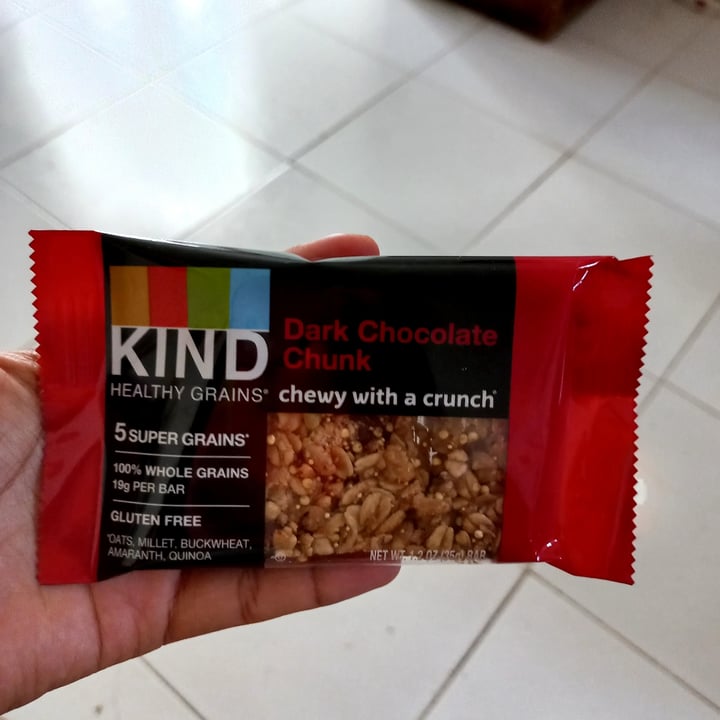 KIND
HEALTHY GRAINS®
Dark Chocolate
Chunk
chewy with a crunch®
5 SUPER GRAINS*
100% WHOLE GRAINS
19g PER BAR
GLUTEN FREE
*OATS, MILLET, BUCKWHEAT,
AMARANTH, QUINOA
NET WT. 1.2 OZ (35g) BAR